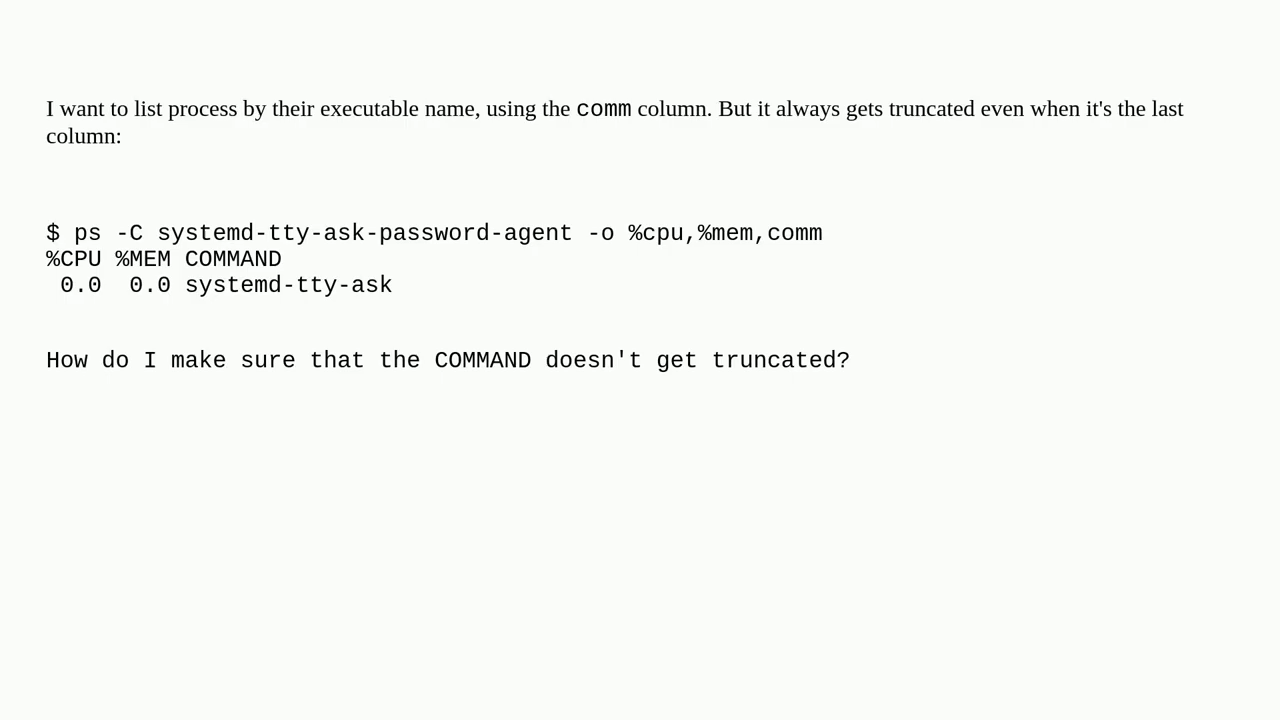 I want to list process by their executable name, using the comm column. But it always gets truncated even when it's the last
column:
$ ps -C systemd-tty-ask-password-agent -o %cpu,%mem,comm
%CPU %MEM COMMAND
 0.0  0.0 systemd-tty-ask
How do I make sure that the COMMAND doesn't get truncated?